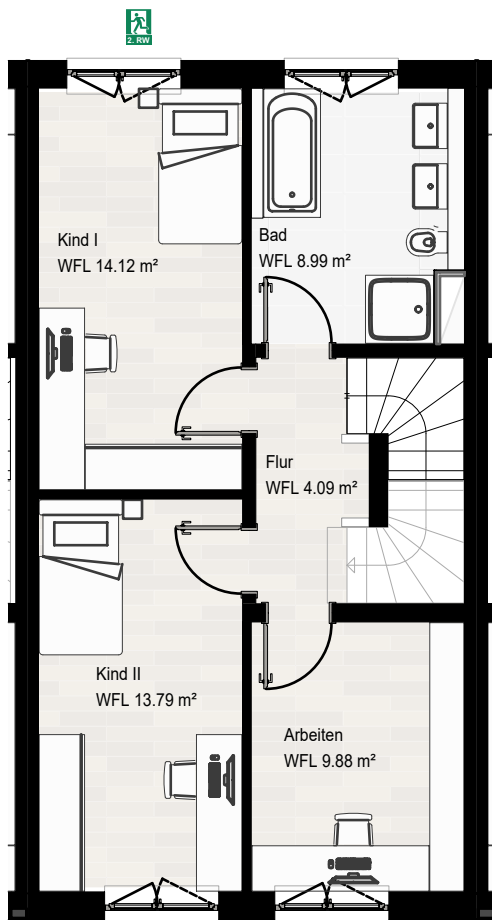 2. RW
Kind I
WFL 14.12 m²
Bad
WFL 8.99 m²
Flur
WFL 4.09 m²
Kind II
WFL 13.79 m²
Arbeiten
WFL 9.88 m²